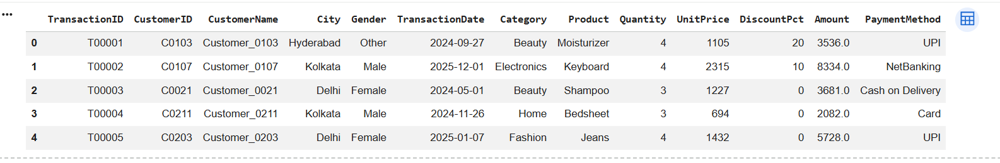 TransactionID CustomerID CustomerName City Gender TransactionDate Category Product Quantity UnitPrice DiscountPct Amount PaymentMethod
0 T00001 C0103 Customer_0103 Hyderabad Other 2024-09-27 Beauty Moisturizer 4 1105 20 3536.0 UPI
1 T00002 C0107 Customer_0107 Kolkata Male 2025-12-01 Electronics Keyboard 4 2315 10 8334.0 NetBanking
2 T00003 C0021 Customer_0021 Delhi Female 2024-05-01 Beauty Shampoo 3 1227 0 3681.0 Cash on Delivery
3 T00004 C0211 Customer_0211 Kolkata Male 2024-11-26 Home Bedsheet 3 694 0 2082.0 Card
4 T00005 C0203 Customer_0203 Delhi Female 2025-01-07 Fashion Jeans 4 1432 0 5728.0 UPI